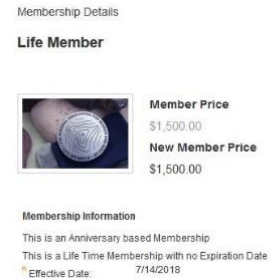 Membership Details
Life Member
Member Price
$1,500.00
New Member Price
$1,500.00
Membership Information
This is an Anniversary based Membership
This is a Life Time Membership with no Expiration Date
R Effective Date: 7/14/2018